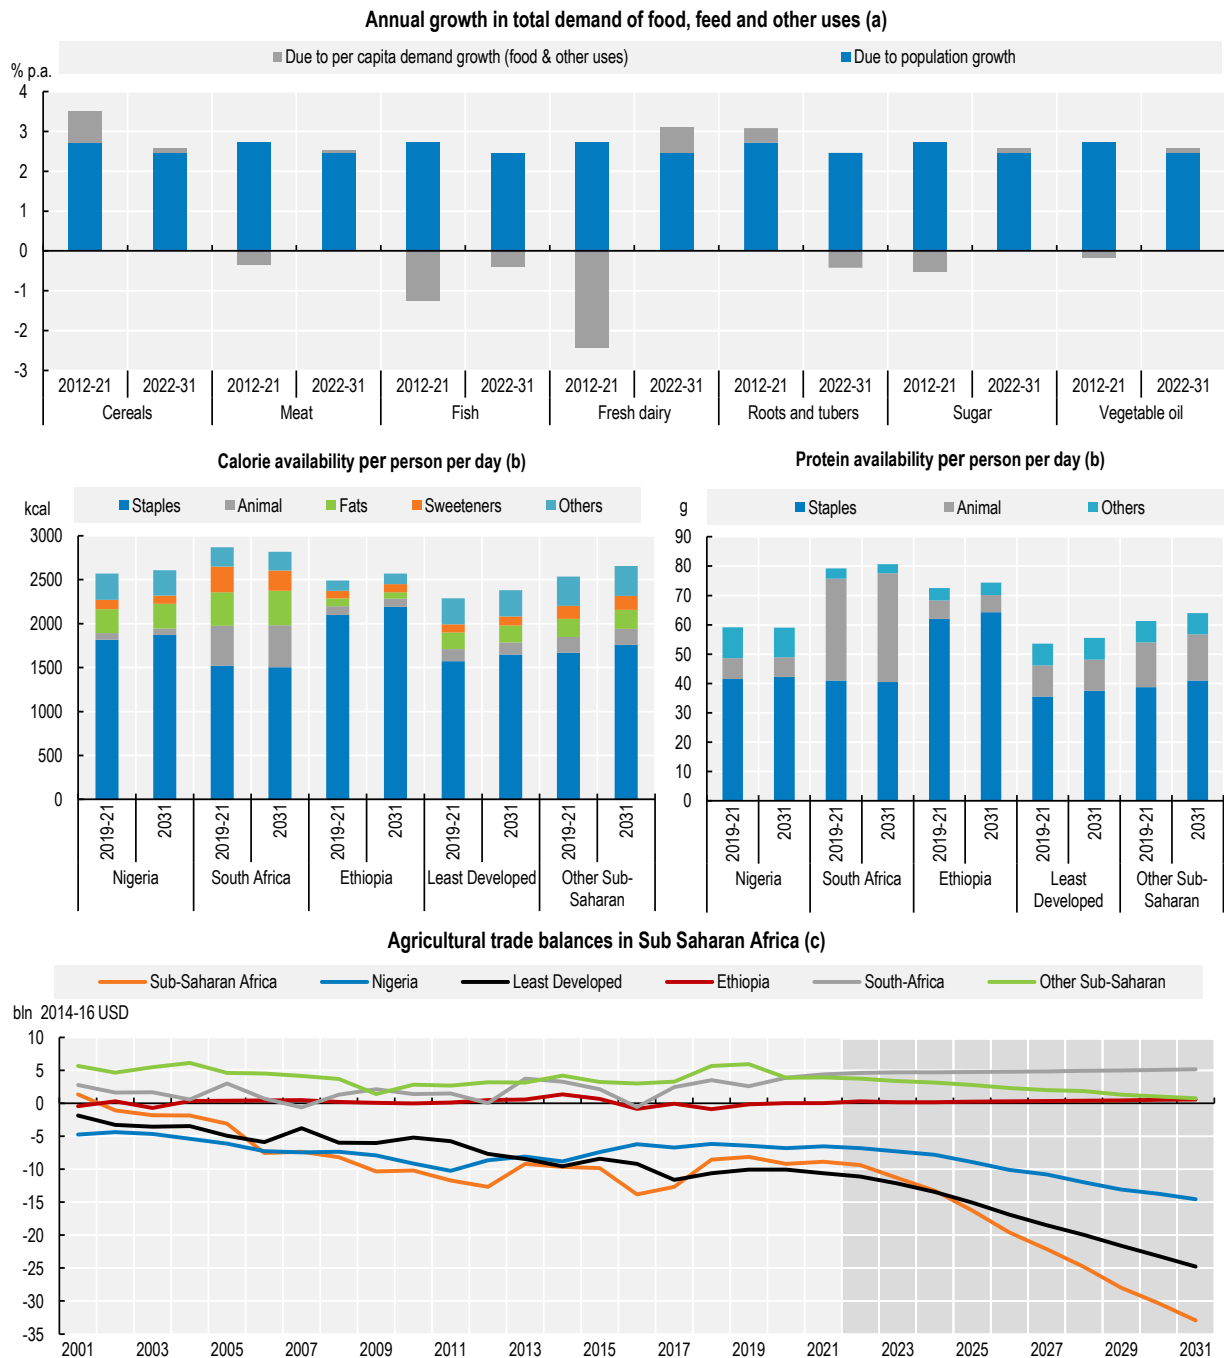 Annual growth in total demand of food, feed and other uses (a)
Due to per capita demand growth (food & other uses) Due to population growth
% p.a.
4
3
2
1
0
-1
-2
-3
2012-21 2022-31 2012-21 2022-31 2012-21 2022-31 2012-21 2022-31 2012-21 2022-31 2012-21 2022-31 2012-21 2022-31
Cereals Meat Fish Fresh dairy Roots and tubers Sugar Vegetable oil
Calorie availability per person per day (b)
kcal
Staples Animal Fats Sweeteners Others
3000
2500
2000
1500
1000
500
0
2019-21 2031 2019-21 2031 2019-21 2031 2019-21 2031 2019-21 2031
Nigeria South Africa Ethiopia Least Developed Other Sub-
Saharan
Protein availability per person per day (b)
g
Staples Animal Others
90
80
70
60
50
40
30
20
10
0
2019-21 2031 2019-21 2031 2019-21 2031 2019-21 2031 2019-21 2031
Nigeria South Africa Ethiopia Least Other Sub-
Developed Saharan
Agricultural trade balances in Sub Saharan Africa (c)
Sub-Saharan Africa Nigeria Least Developed Ethiopia South-Africa Other Sub-Saharan
bln 2014-16 USD
10
5
0
-5
-10
-15
-20
-25
-30
-35
2001 2003 2005 2007 2009 2011 2013 2015 2017 2019 2021 2023 2025 2027 2029 2031